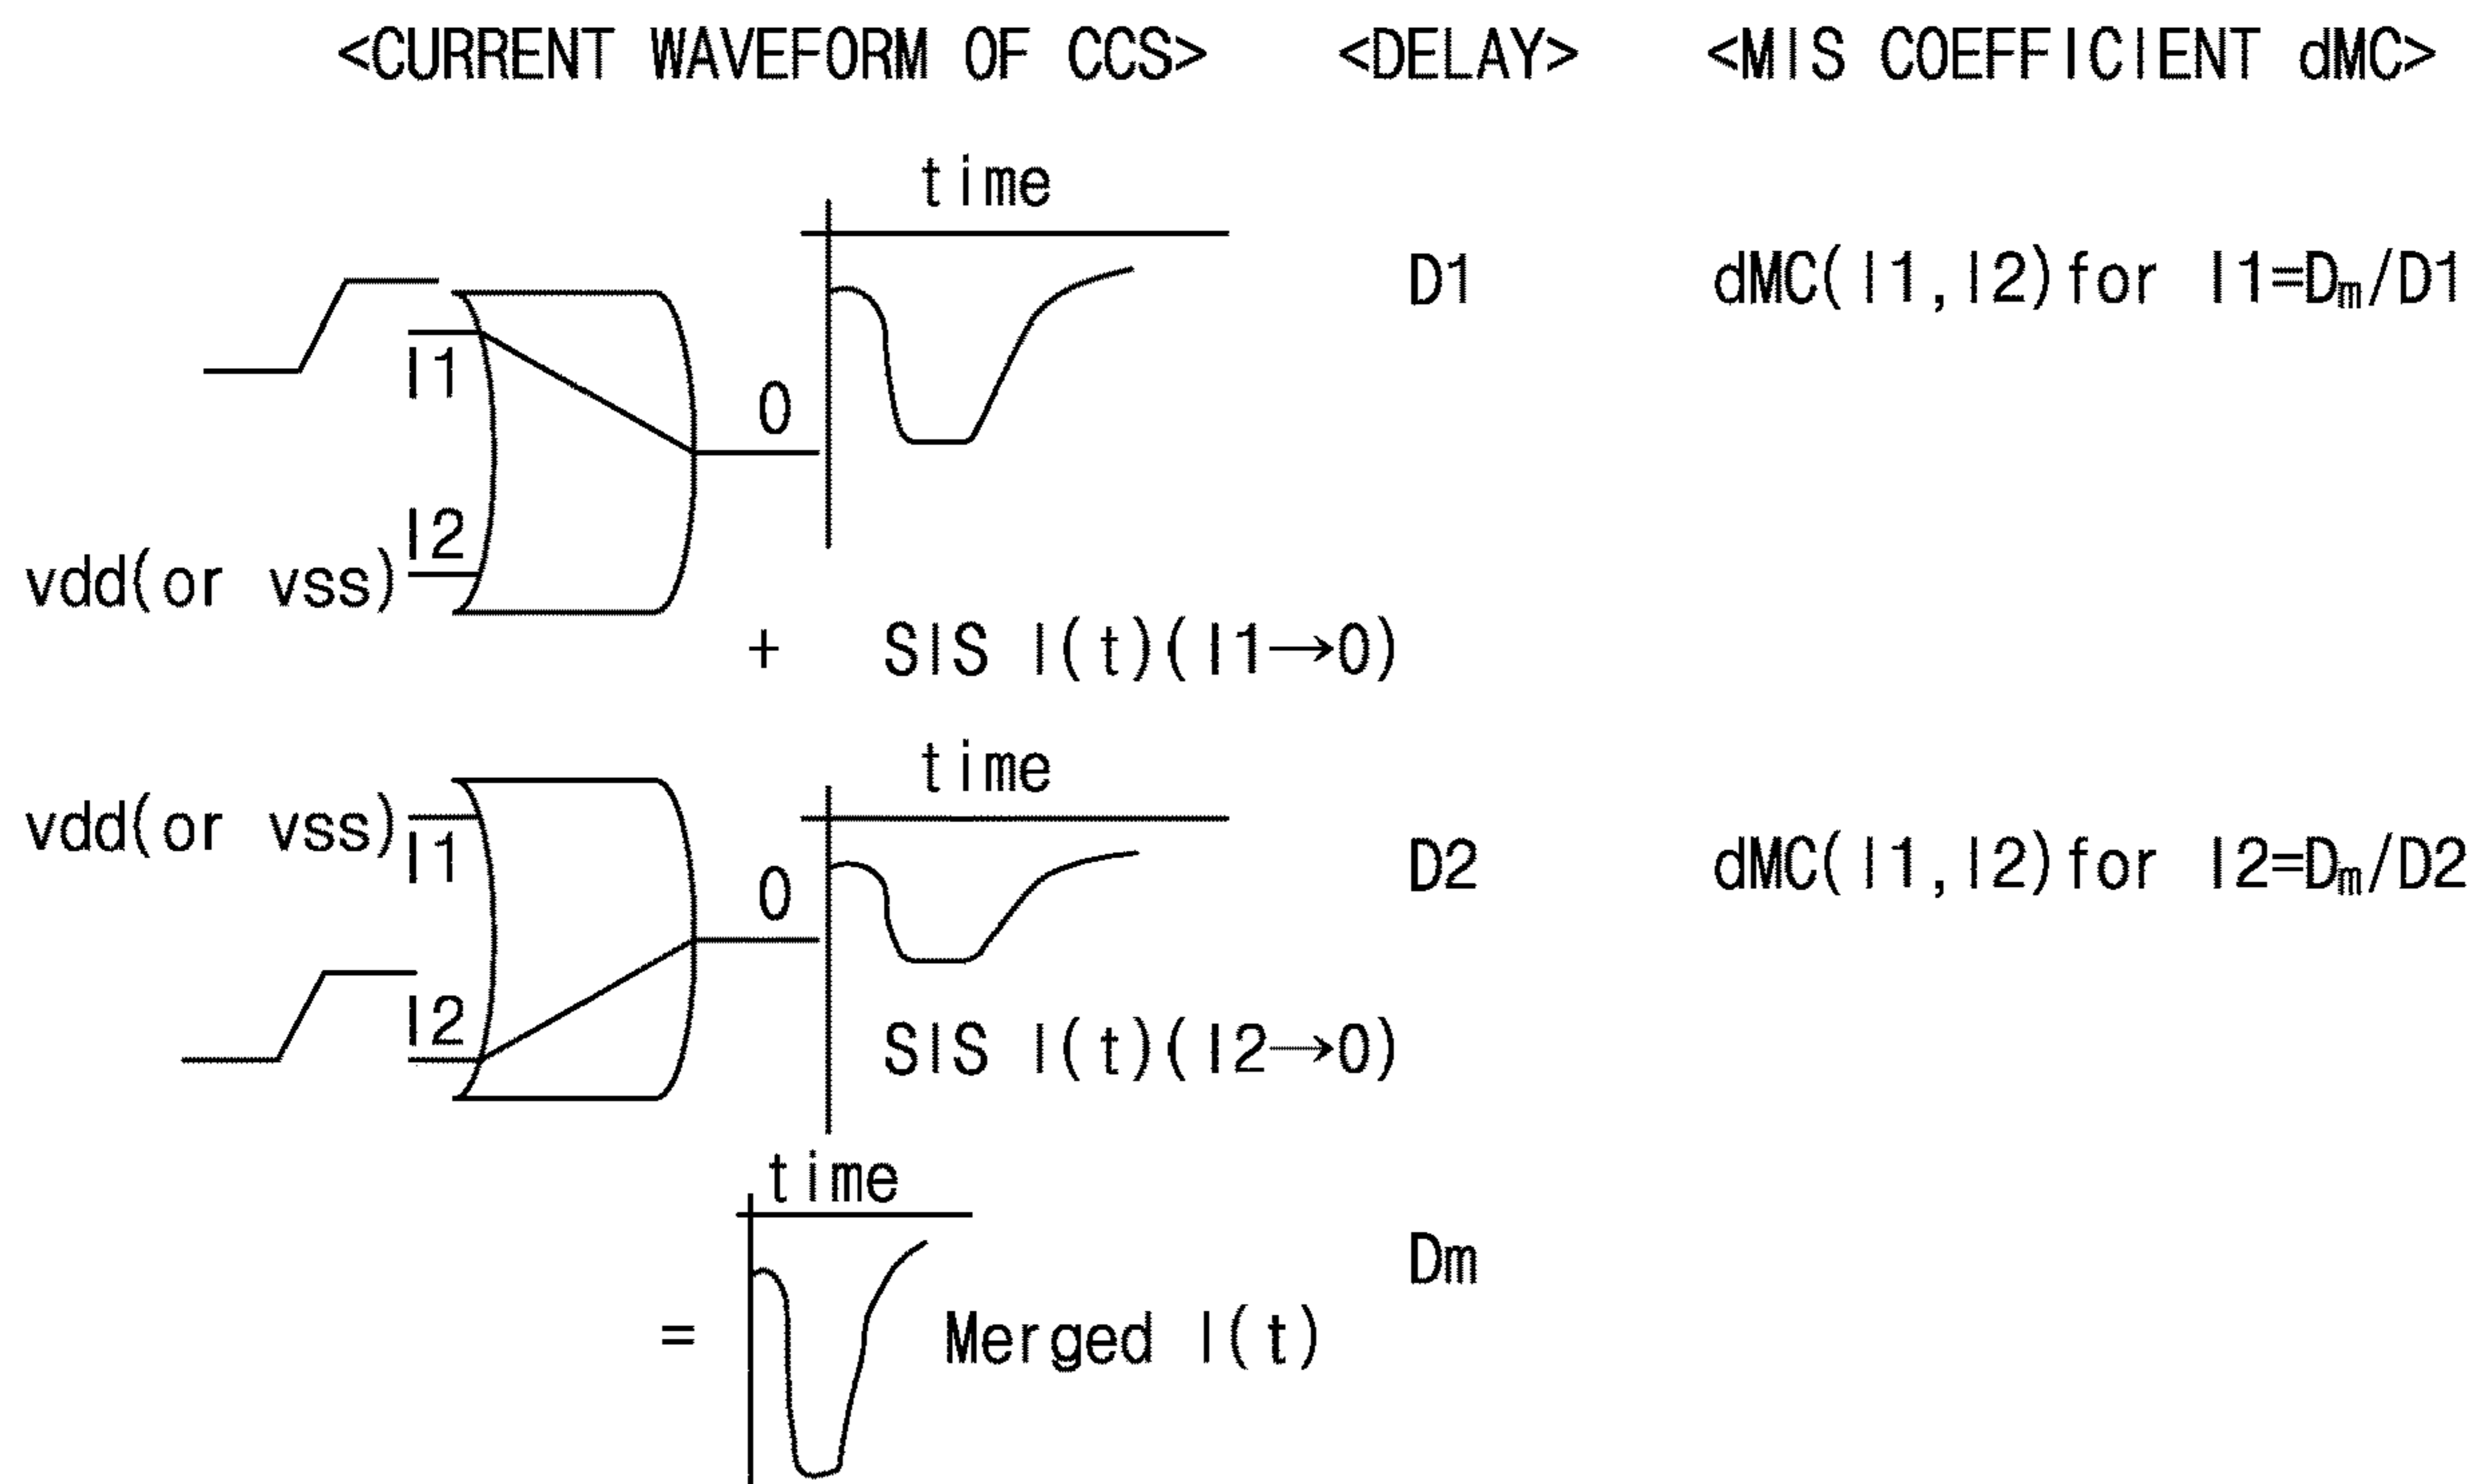 <CURRENT WAVEFORM OF CCS> <DELAY> <MIS COEFFICIENT dMC>
time
D1 dMC(I1,I2)for I1=Dm/D1
I1
0
I2
vdd(or vss)
+ SIS I(t)(I1→0)
time
vdd(or vss)
I1
D2 dMC(I1,I2)for I2=Dm/D2
0
I2
SIS I(t)(I2→0)
time
Dm
= Merged I(t)